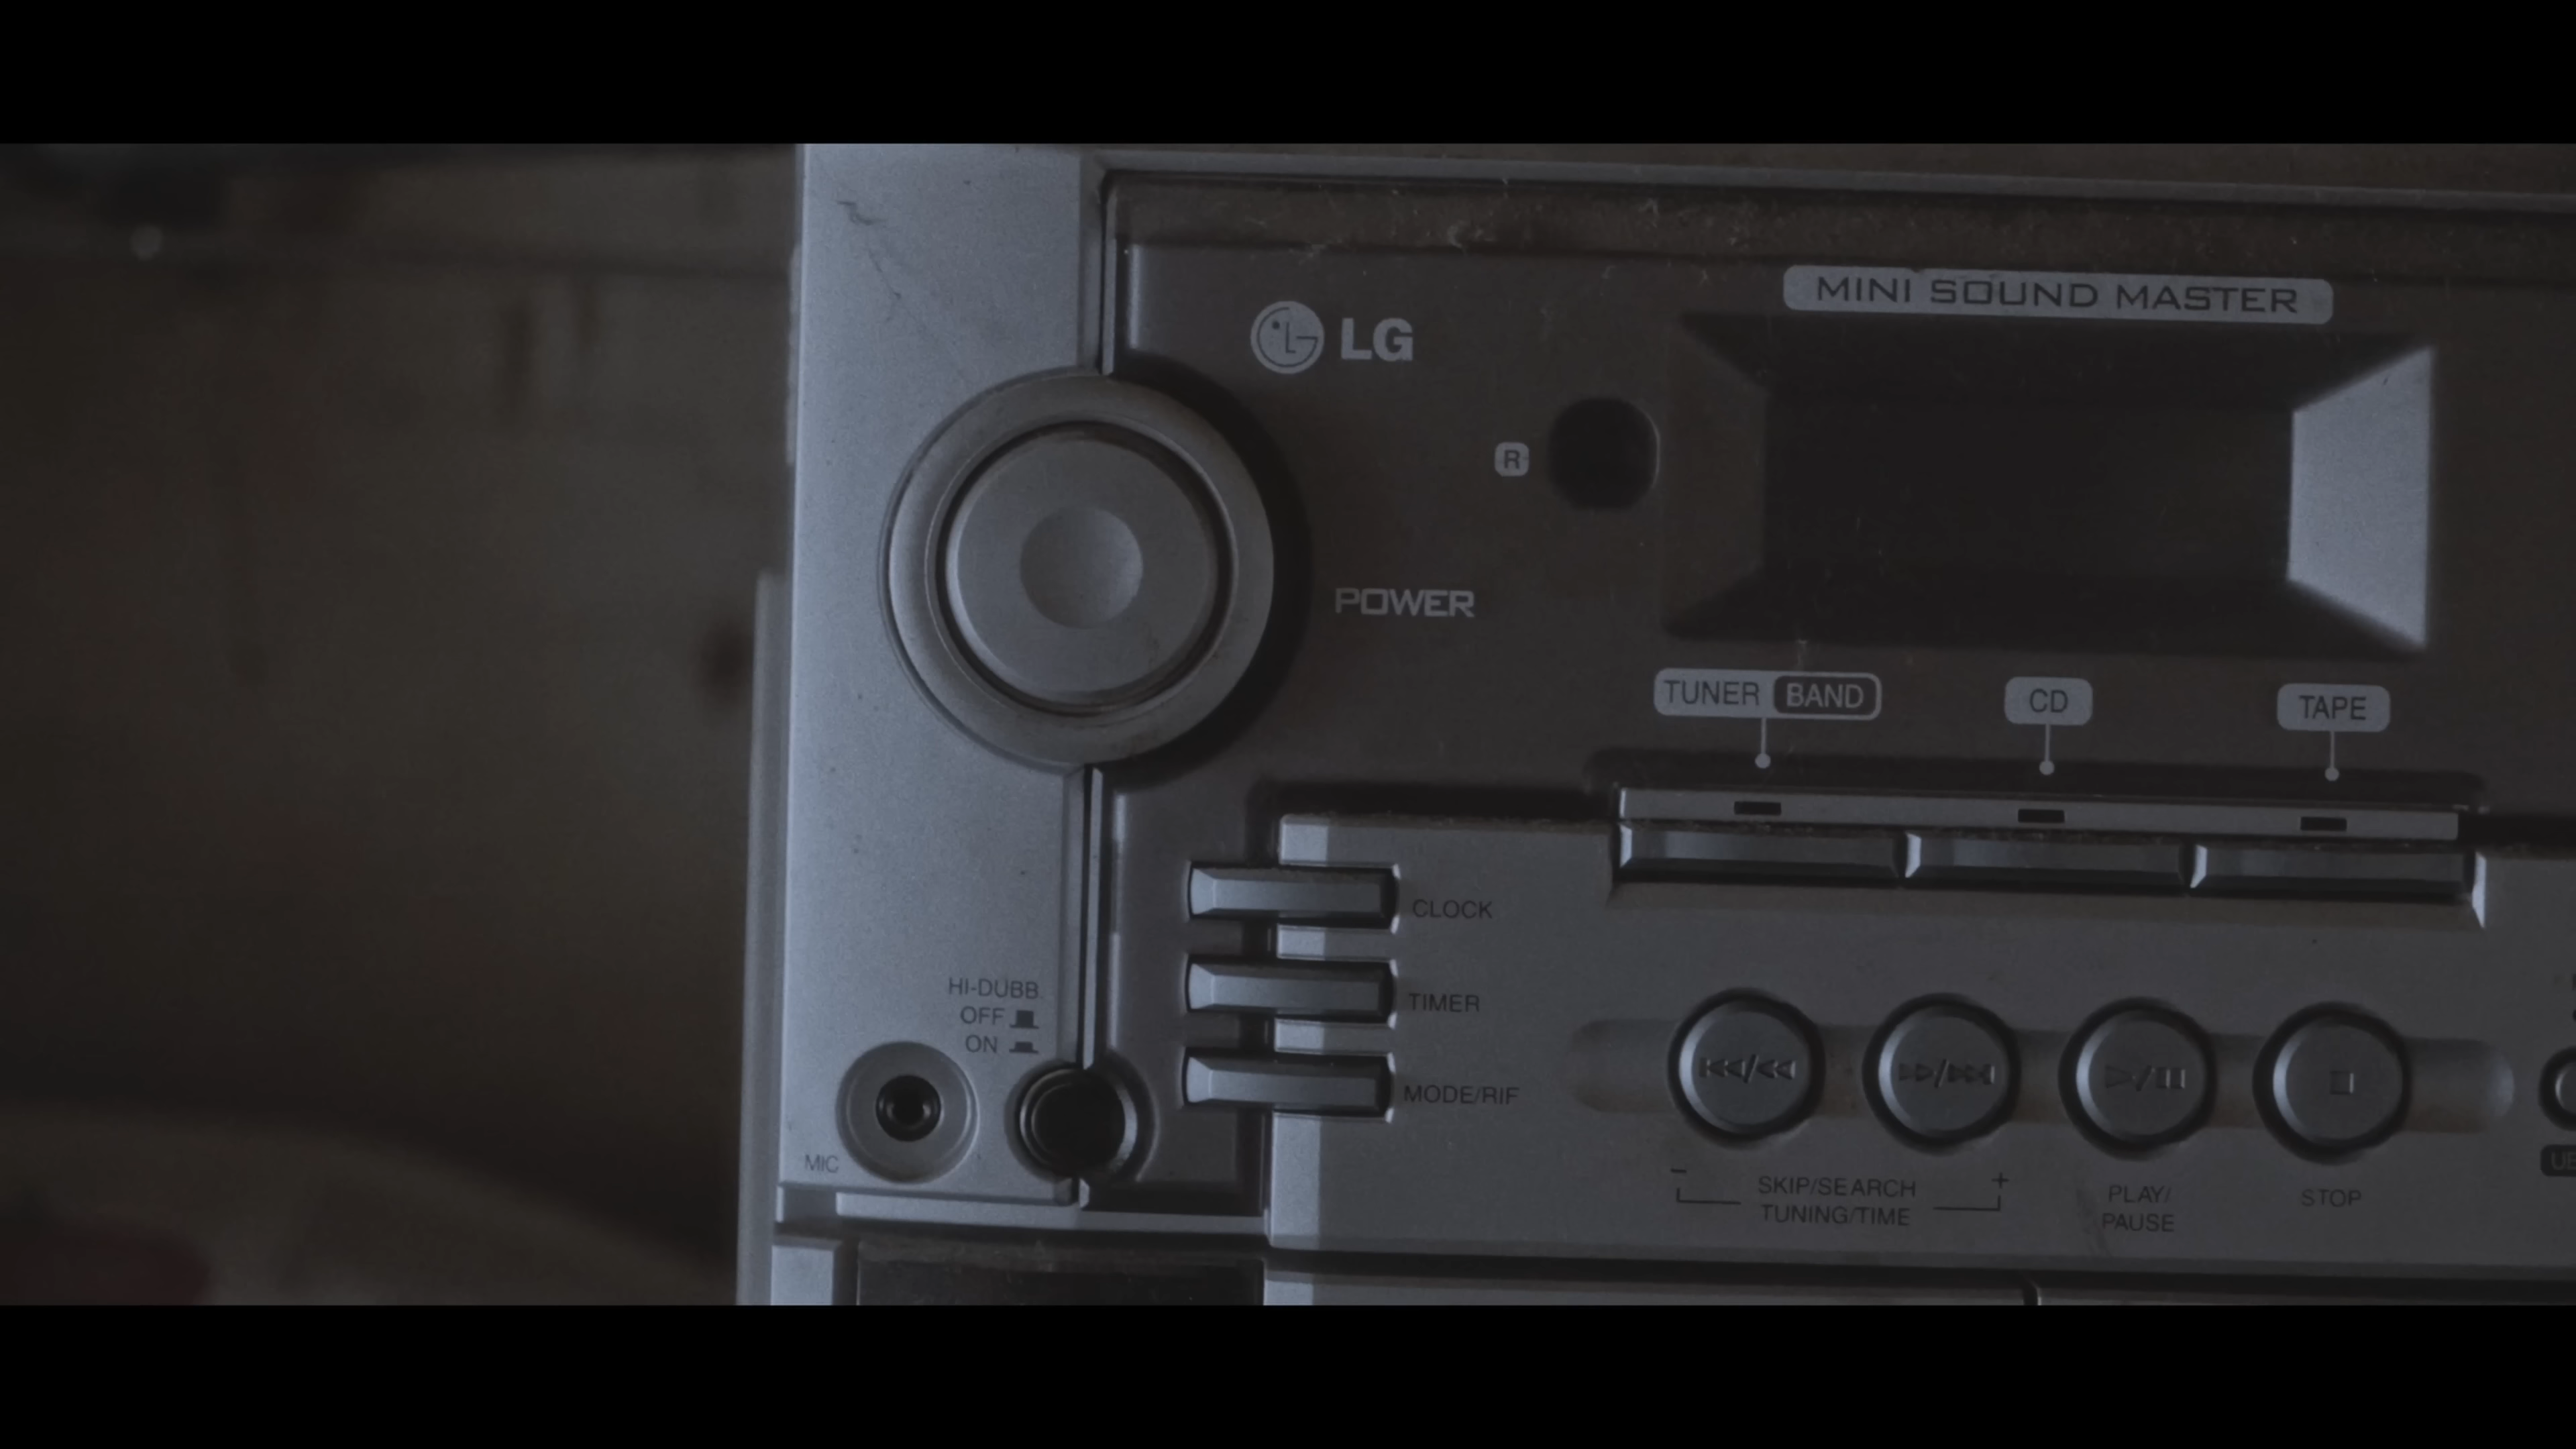 MINI SOUND MASTER
LG
R
POWER
TUNER BAND
CD
TAPE
CLOCK
TIMER
MODE/RIF
HI-DUBB.
OFF
ON
MIC
- SKIP/SEARCH +
TUNING/TIME
PLAY/
PAUSE
STOP